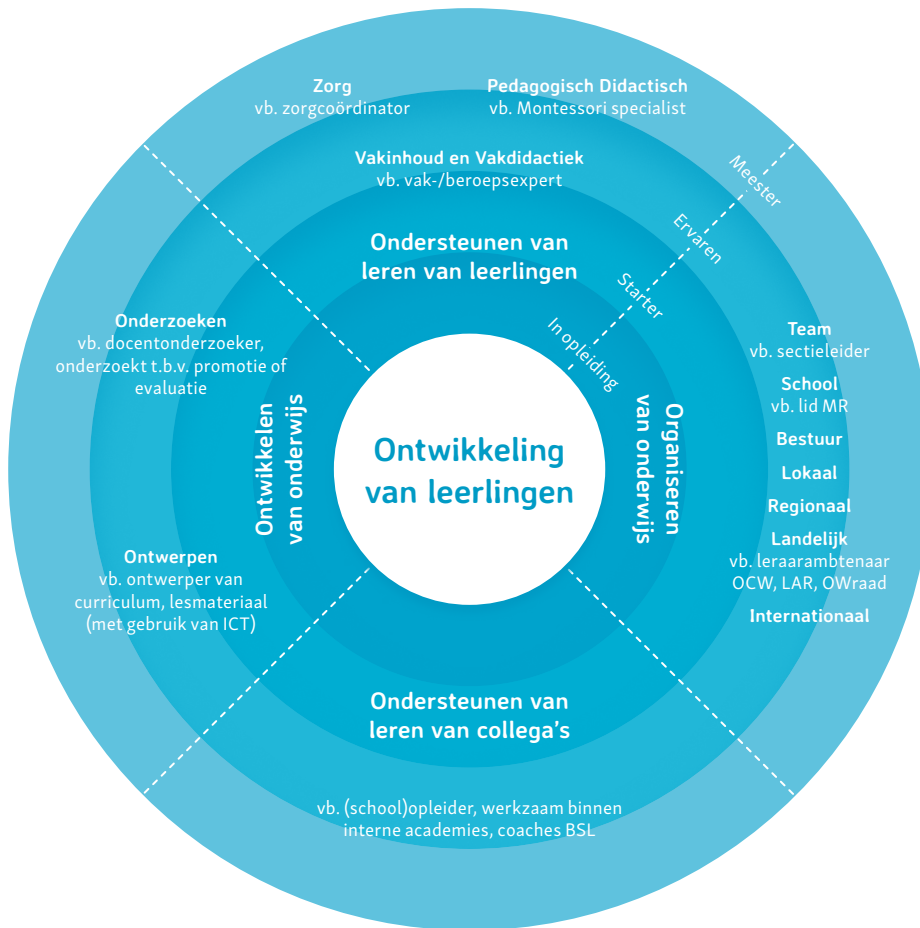 Zorg
vb. zorgcoördinator
Pedagogisch Didactisch
vb. Montessori specialist
Vakinhoud en Vakdidactiek
vb. vak-/beroepsexpert
Ondersteunen van
leren van leerlingen
Meester
Ervaren
Starter
In opleiding
Onderzoeken
vb. docentonderzoeker,
onderzoekt t.b.v. promotie of
evaluatie
Ontwikkelen
van onderwijs
Ontwerpen
vb. ontwerper van
curriculum, lesmateriaal
(met gebruik van ICT)
Ontwikkeling
van leerlingen
Organiseren
van onderwijs
Team
vb. sectieleider
School
vb. lid MR
Bestuur
Lokaal
Regionaal
Landelijk
vb. leraarambtenaar
OCW, LAR, OWraad
Internationaal
Ondersteunen van
leren van collega’s
vb. (school)opleider, werkzaam binnen
interne academies, coaches BSL